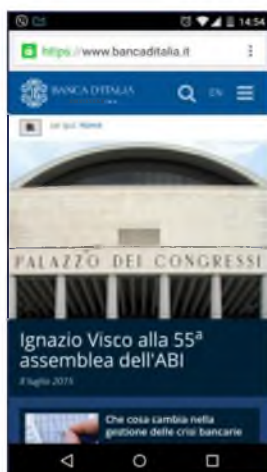 14:54
https://www.bancaditalia.it
BANCA D'ITALIA
EN
Home
PALAZZO DEI CONGRESSI
Ignazio Visco alla 55ª
assemblea dell'ABI
8 luglio 2015
Che cosa cambia nella
gestione delle crisi bancarie